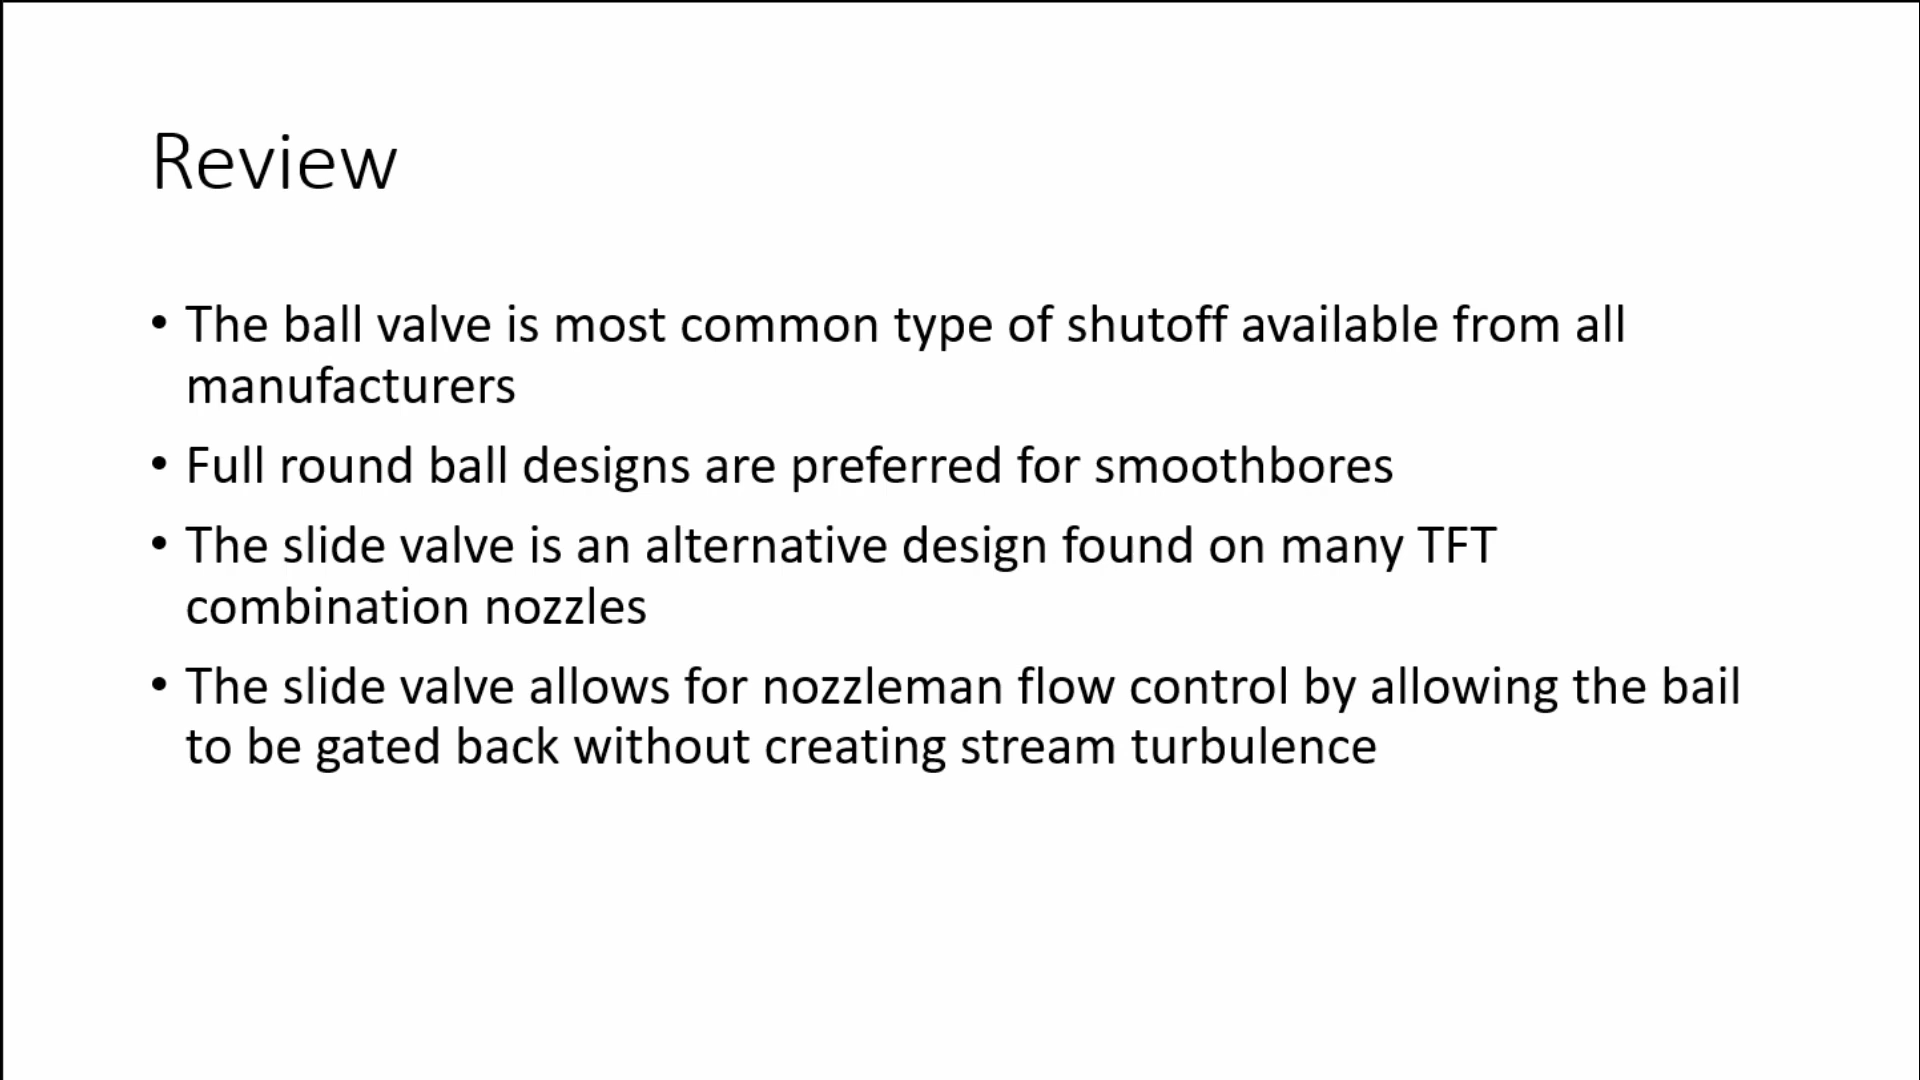 Review
• The ball valve is most common type of shutoff available from all
manufacturers
• Full round ball designs are preferred for smoothbores
• The slide valve is an alternative design found on many TFT
combination nozzles
• The slide valve allows for nozzleman flow control by allowing the bail
to be gated back without creating stream turbulence